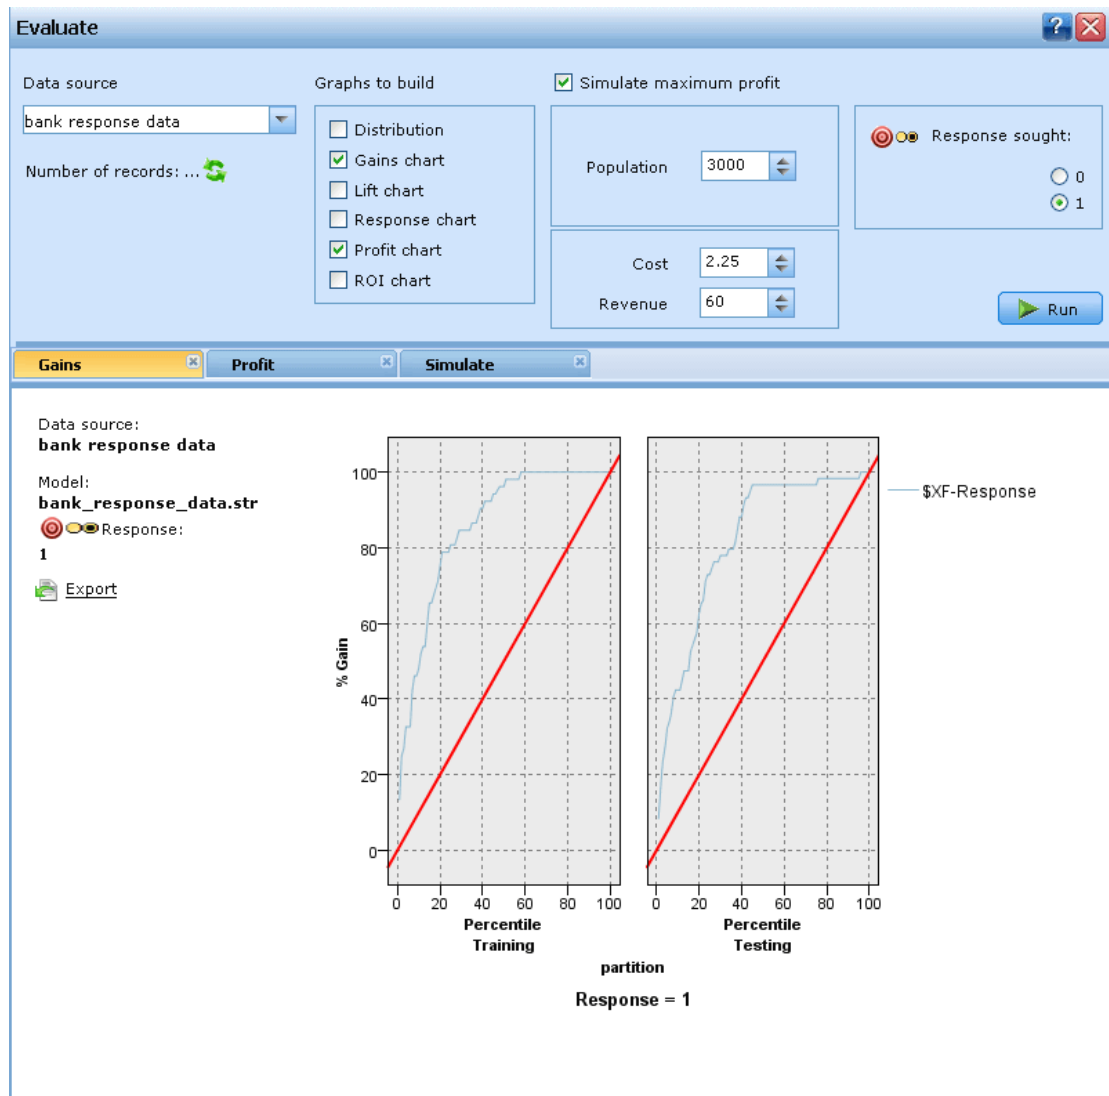 Evaluate
?
Data source
bank response data
Number of records: ...
Graphs to build
Distribution
Gains chart
Lift chart
Response chart
Profit chart
ROI chart
Simulate maximum profit
Population 3000
Cost 2.25
Revenue 60
Response sought:
0
1
Run
Gains Profit Simulate
Data source:
bank response data
Model:
bank_response_data.str
Response:
1
Export
% Gain
100
80
60
40
20
0
0 20 40 60 80 100
Percentile
Training
0 20 40 60 80 100
Percentile
Testing
$XF-Response
partition
Response = 1